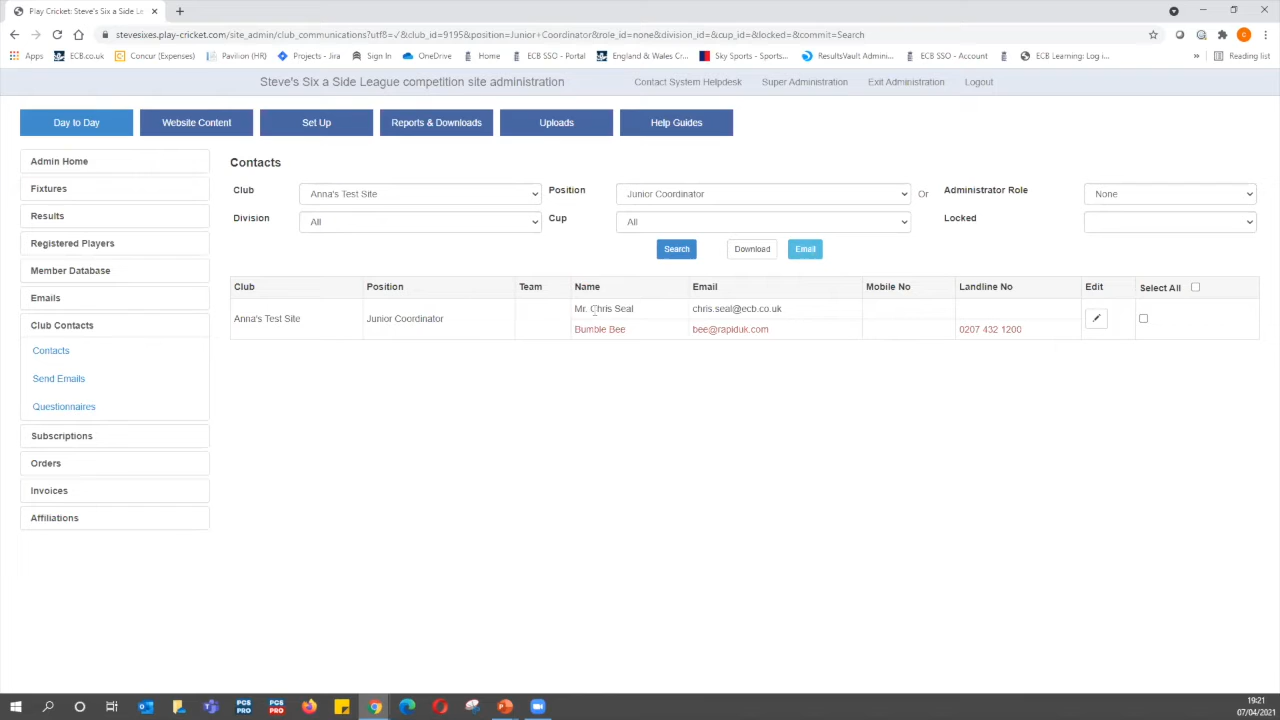 Play Cricket: Steve's Six a Side Le
stevesixes.play-cricket.com/site_admin/club_communications?utf8=√&club_id=9195&position=Junior+Coordinator&role_id=none&division_id=&cup_id=&locked=&commit=Search
Apps ECB.co.uk Concur (Expenses) Pavilion (HR) Projects - Jira Sign In OneDrive Home ECB SSO - Portal England & Wales Cr... Sky Sports - Sports... ResultsVault Admini... ECB SSO - Account ECB Learning: Log i... » Reading list
Steve's Six a Side League competition site administration Contact System Helpdesk Super Administration Exit Administration Logout
Day to Day Website Content Set Up Reports & Downloads Uploads Help Guides
Admin Home
Fixtures
Results
Registered Players
Member Database
Emails
Club Contacts
Contacts
Send Emails
Questionnaires
Subscriptions
Orders
Invoices
Affiliations
Contacts
Club Anna's Test Site Position Junior Coordinator Or Administrator Role None
Division All Cup All Locked
Search Download Email
Club Position Team Name Email Mobile No Landline No Edit Select All
Anna's Test Site Junior Coordinator Mr. Chris Seal chris.seal@ecb.co.uk
Bumble Bee bee@rapiduk.com 0207 432 1200
PCS PRO PCS PRO
19:21
07/04/2021